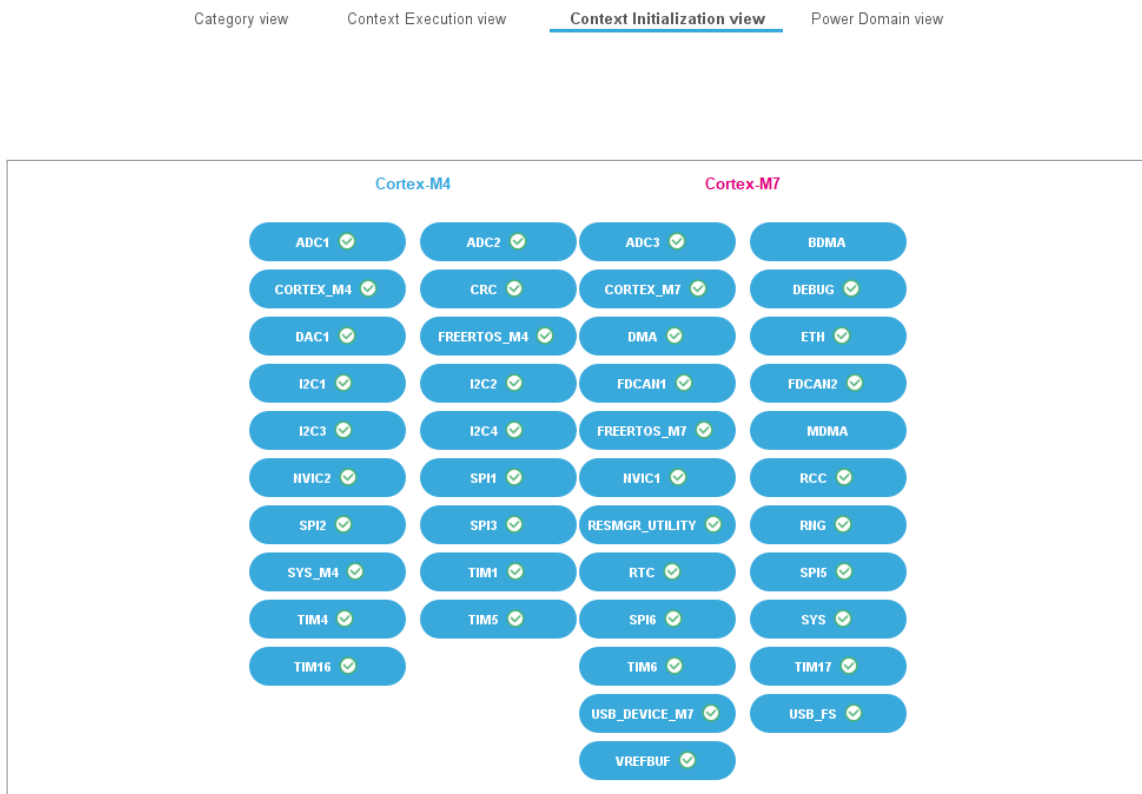 Category view Context Execution view Context Initialization view Power Domain view
Cortex-M4 Cortex-M7
ADC1 ADC2 ADC3 BDMA
CORTEX_M4 CRC CORTEX_M7 DEBUG
DAC1 FREERTOS_M4 DMA ETH
I2C1 I2C2 FDCAN1 FDCAN2
I2C3 I2C4 FREERTOS_M7 MDMA
NVIC2 SPI1 NVIC1 RCC
SPI2 SPI3 RESMGR_UTILITY RNG
SYS_M4 TIM1 RTC SPI5
TIM4 TIM5 SPI6 SYS
TIM16 TIM6 TIM17
USB_DEVICE_M7 USB_FS
VREFBUF